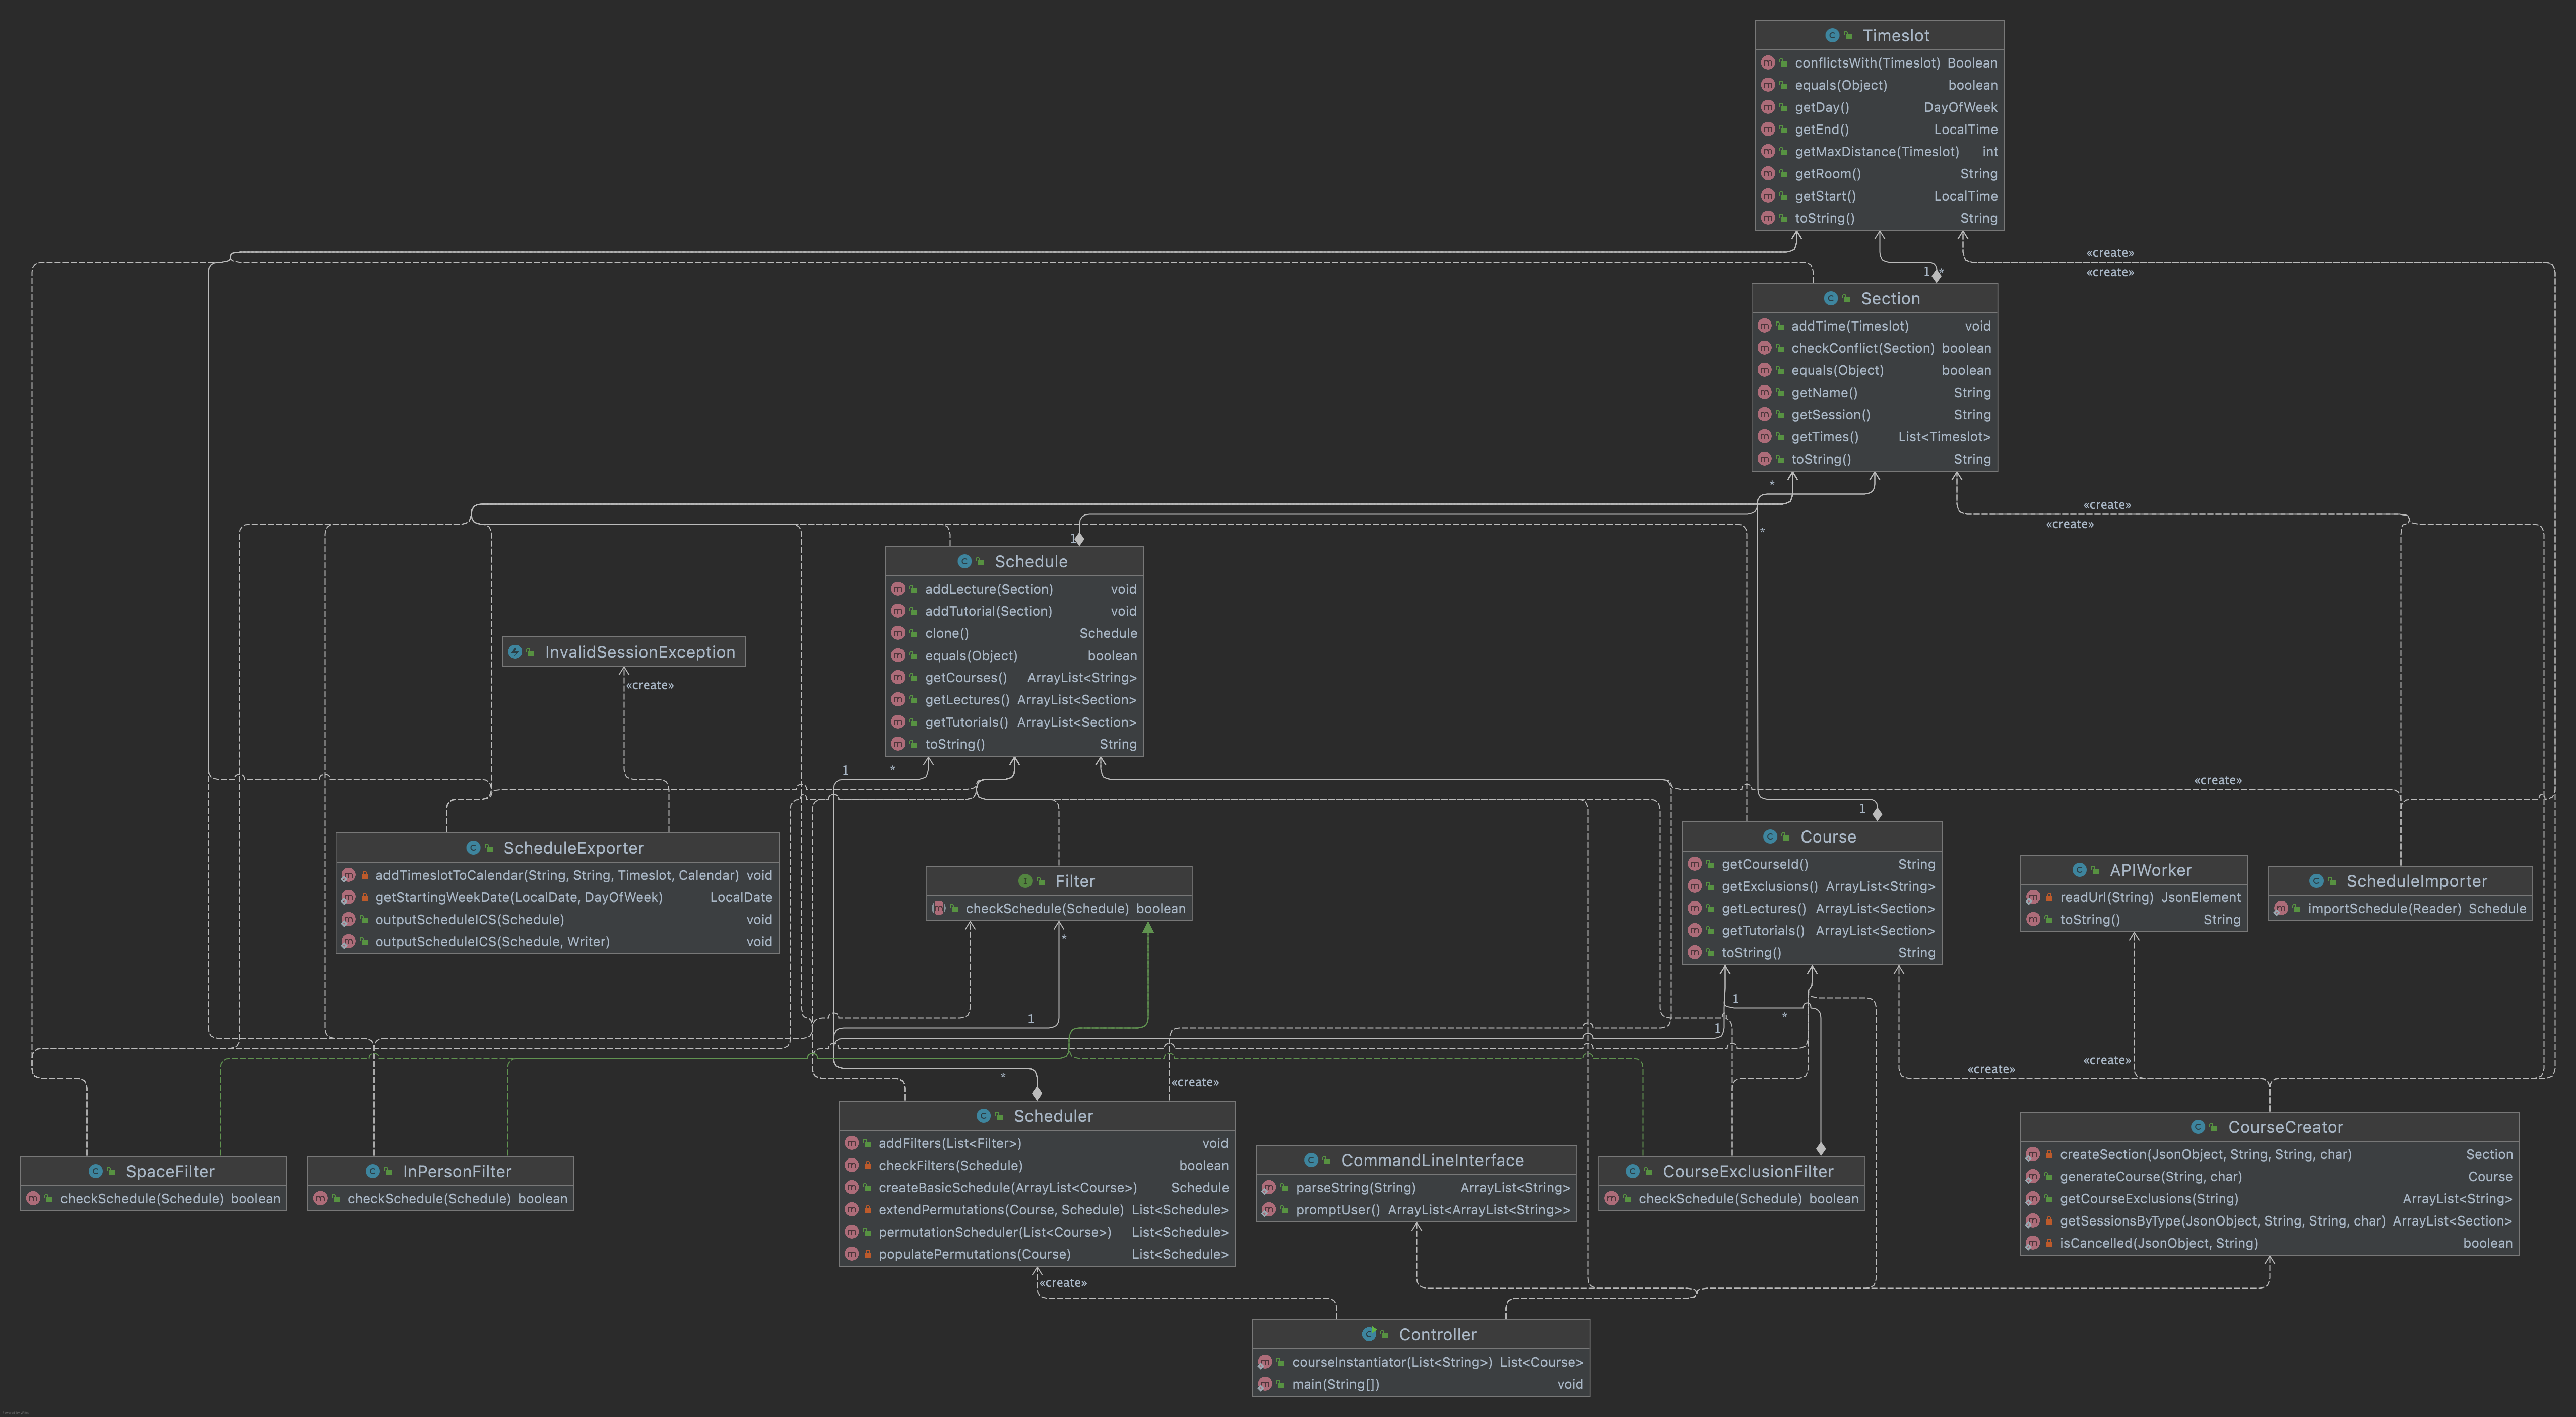 Timeslot
conflictsWith(Timeslot) Boolean
equals(Object) boolean
getDay() DayOfWeek
getEnd() LocalTime
getMaxDistance(Timeslot) int
getRoom() String
getStart() LocalTime
toString() String
«create»
«create»
1 *
Section
addTime(Timeslot) void
checkConflict(Section) boolean
equals(Object) boolean
getName() String
getSession() String
getTimes() List<Timeslot>
toString() String
*
«create»
«create»
*
1
Schedule
addLecture(Section) void
addTutorial(Section) void
clone() Schedule
equals(Object) boolean
getCourses() ArrayList<String>
getLectures() ArrayList<Section>
getTutorials() ArrayList<Section>
toString() String
InvalidSessionException
«create»
1 *
«create»
1
ScheduleExporter
addTimeslotToCalendar(String, String, Timeslot, Calendar) void
getStartingWeekDate(LocalDate, DayOfWeek) LocalDate
outputScheduleICS(Schedule) void
outputScheduleICS(Schedule, Writer) void
Filter
checkSchedule(Schedule) boolean
*
Course
getCourseId() String
getExclusions() ArrayList<String>
getLectures() ArrayList<Section>
getTutorials() ArrayList<Section>
toString() String
APIWorker
readUrl(String) JsonElement
toString() String
ScheduleImporter
importSchedule(Reader) Schedule
1
*
1
1
«create»
«create»
*
«create»
SpaceFilter
checkSchedule(Schedule) boolean
InPersonFilter
checkSchedule(Schedule) boolean
Scheduler
addFilters(List<Filter>) void
checkFilters(Schedule) boolean
createBasicSchedule(ArrayList<Course>) Schedule
extendPermutations(Course, Schedule) List<Schedule>
permutationScheduler(List<Course>) List<Schedule>
populatePermutations(Course) List<Schedule>
CommandLineInterface
parseString(String) ArrayList<String>
promptUser() ArrayList<ArrayList<String>>
CourseExclusionFilter
checkSchedule(Schedule) boolean
CourseCreator
createSection(JsonObject, String, String, char) Section
generateCourse(String, char) Course
getCourseExclusions(String) ArrayList<String>
getSessionsByType(JsonObject, String, String, char) ArrayList<Section>
isCancelled(JsonObject, String) boolean
«create»
Controller
courseInstantiator(List<String>) List<Course>
main(String[]) void